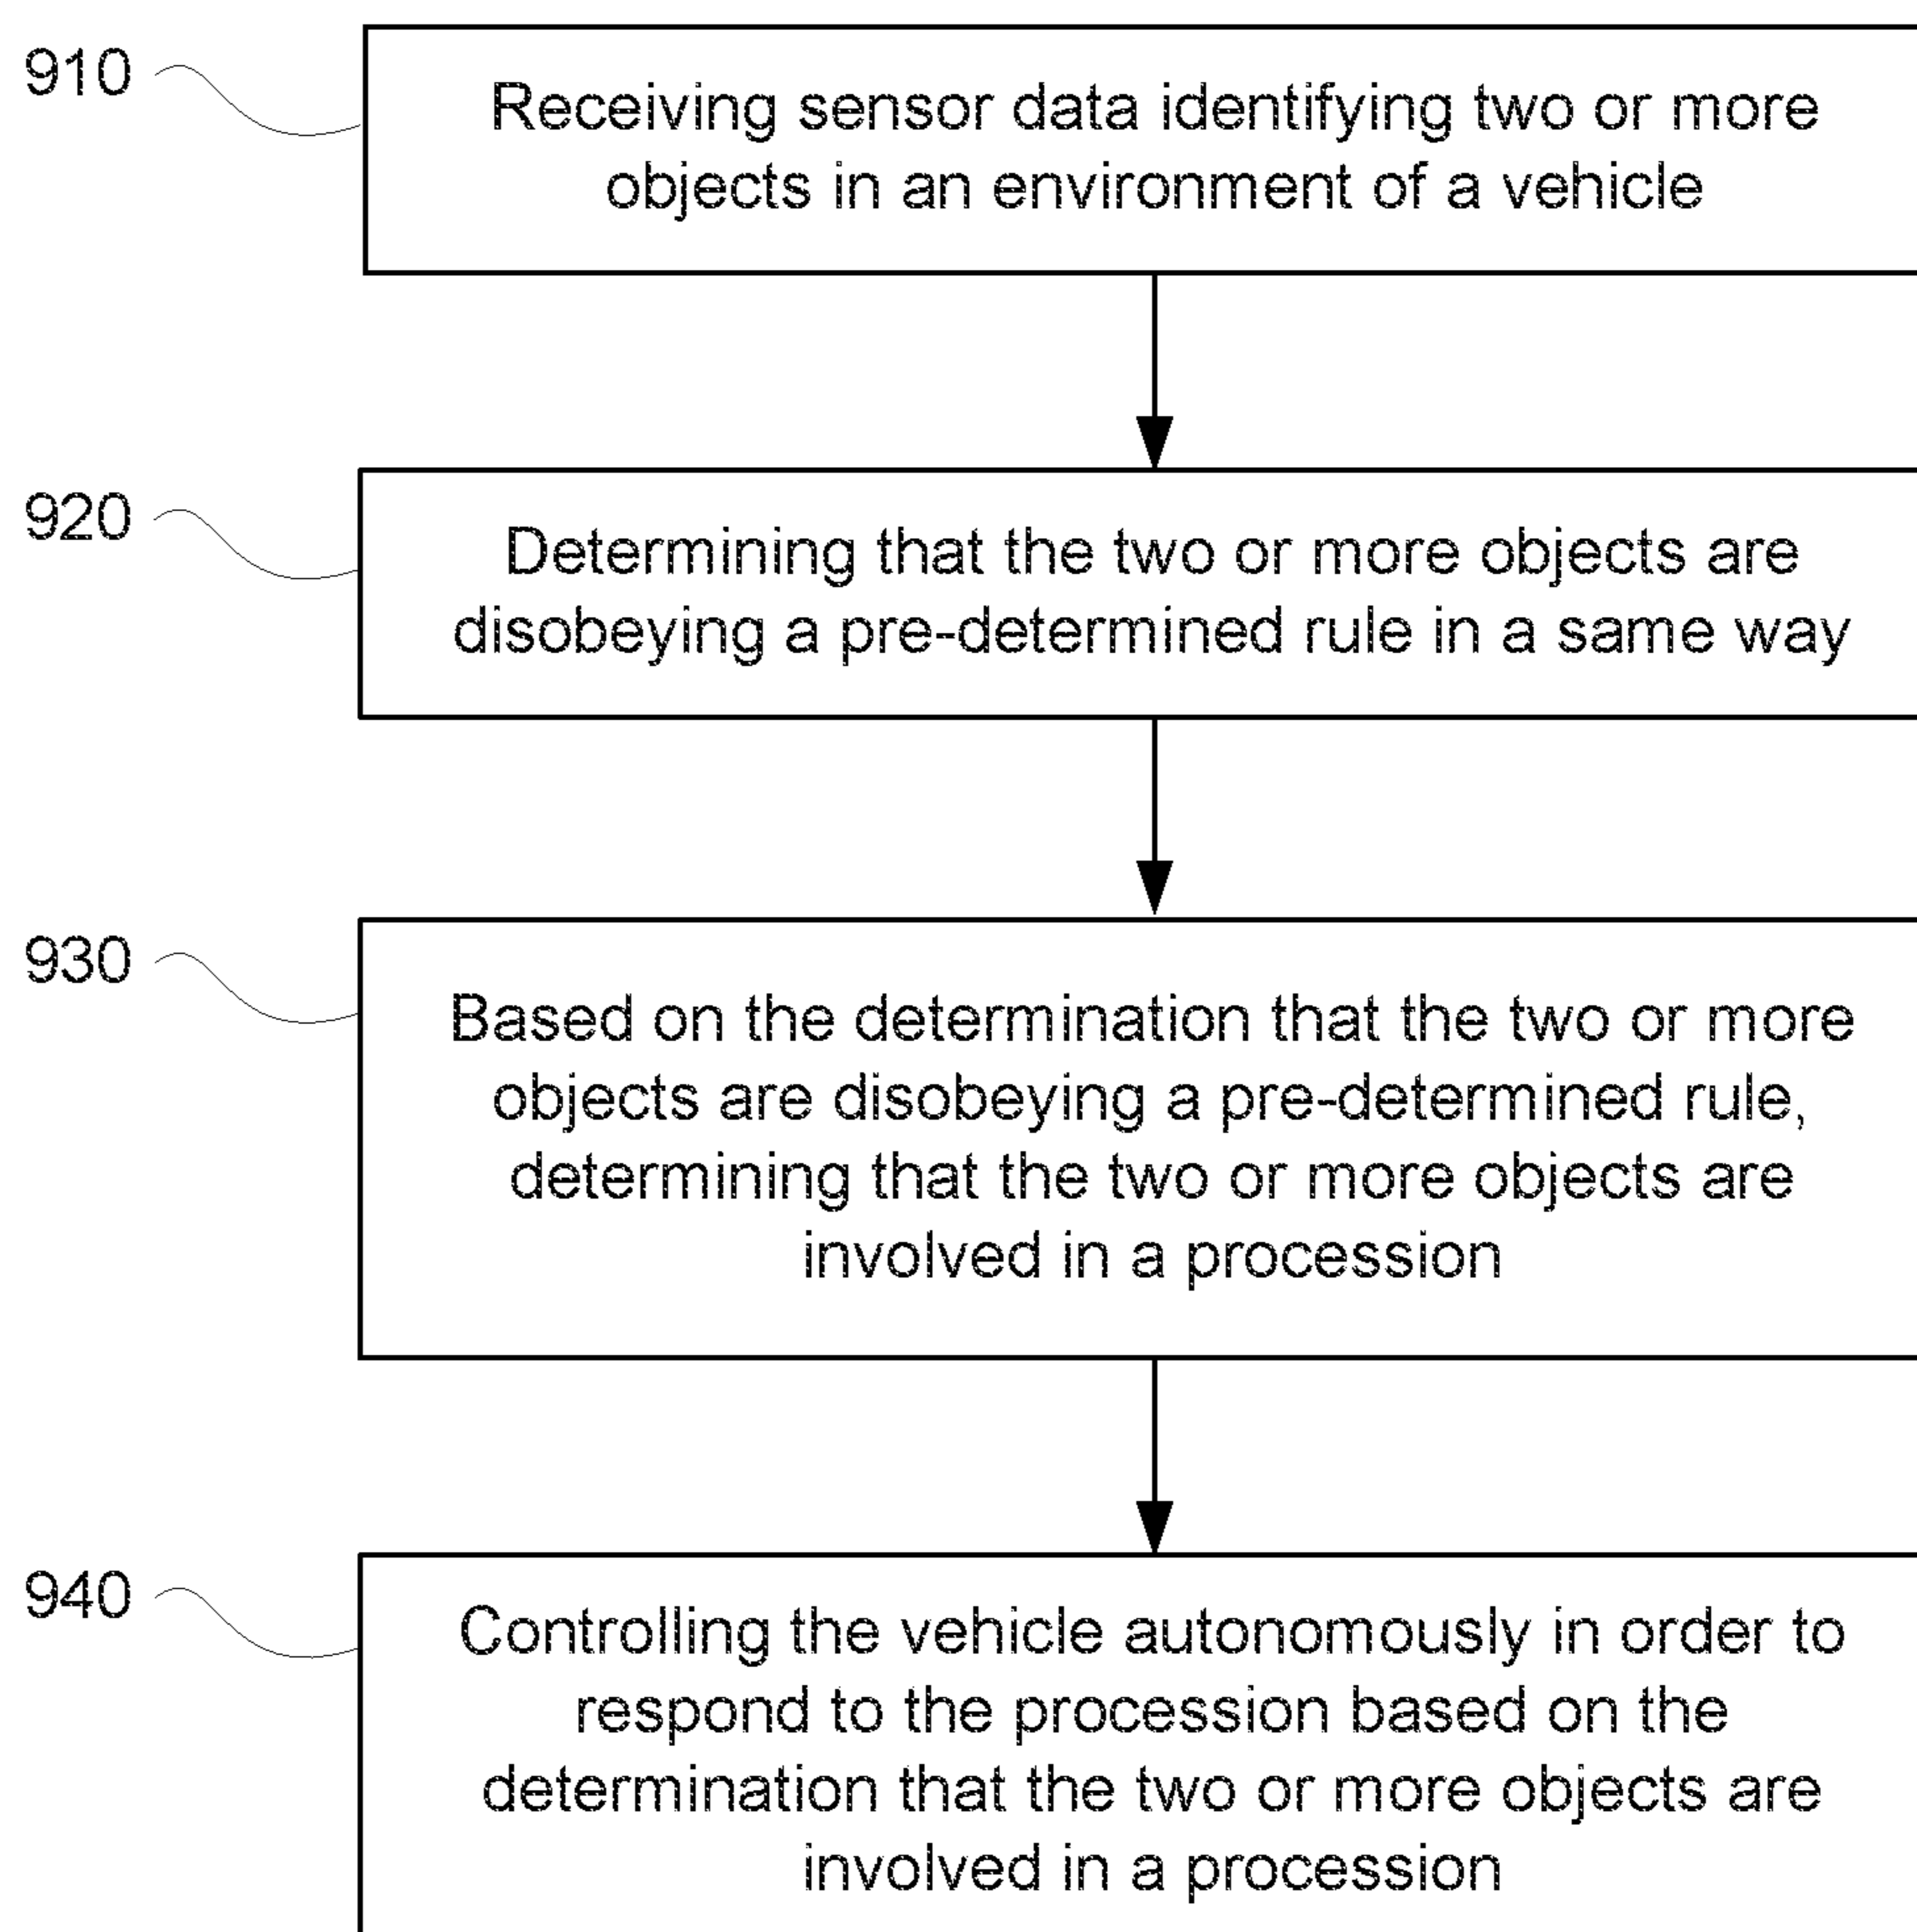 910
Receiving sensor data identifying two or more
objects in an environment of a vehicle
920
Determining that the two or more objects are
disobeying a pre-determined rule in a same way
930
Based on the determination that the two or more
objects are disobeying a pre-determined rule,
determining that the two or more objects are
involved in a procession
940
Controlling the vehicle autonomously in order to
respond to the procession based on the
determination that the two or more objects are
involved in a procession